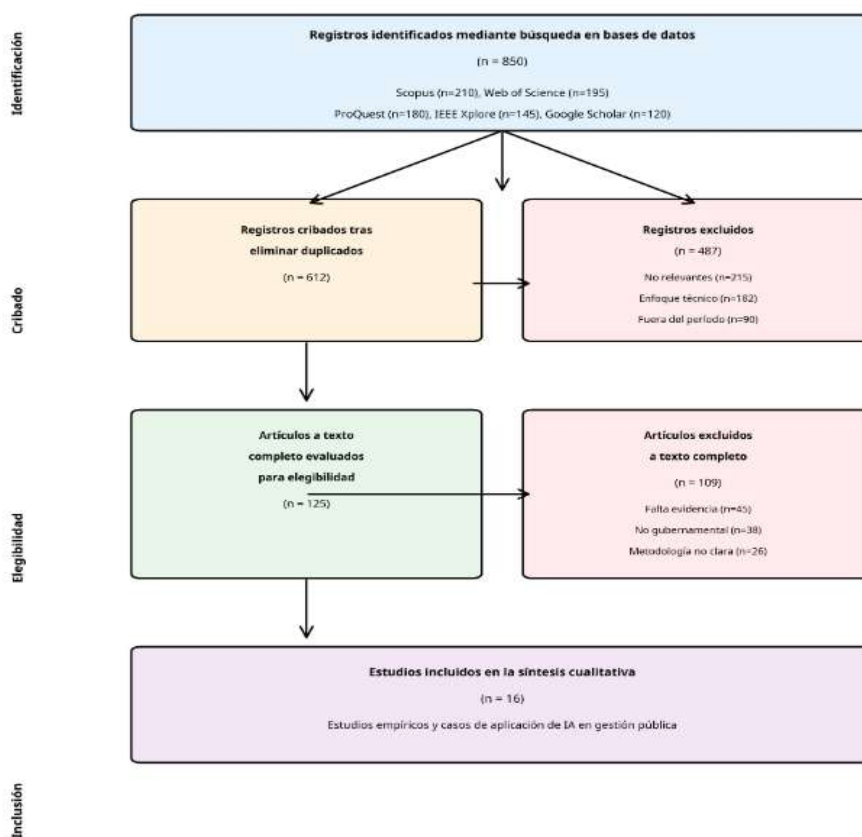 Identificación
Registros identificados mediante búsqueda en bases de datos
(n = 850)
Scopus (n=210), Web of Science (n=195)
ProQuest (n=180), IEEE Xplore (n=145), Google Scholar (n=120)
Cribado
Registros cribados tras
eliminar duplicados
(n = 612)
Registros excluidos
(n = 487)
No relevantes (n=215)
Enfoque técnico (n=182)
Fuera del período (n=90)
Elegibilidad
Artículos a texto
completo evaluados
para elegibilidad
(n = 125)
Artículos excluidos
a texto completo
(n = 109)
Falta evidencia (n=45)
No gubernamental (n=38)
Metodología no clara (n=26)
Estudios incluidos en la síntesis cualitativa
(n = 16)
Estudios empíricos y casos de aplicación de IA en gestión pública
Inclusión